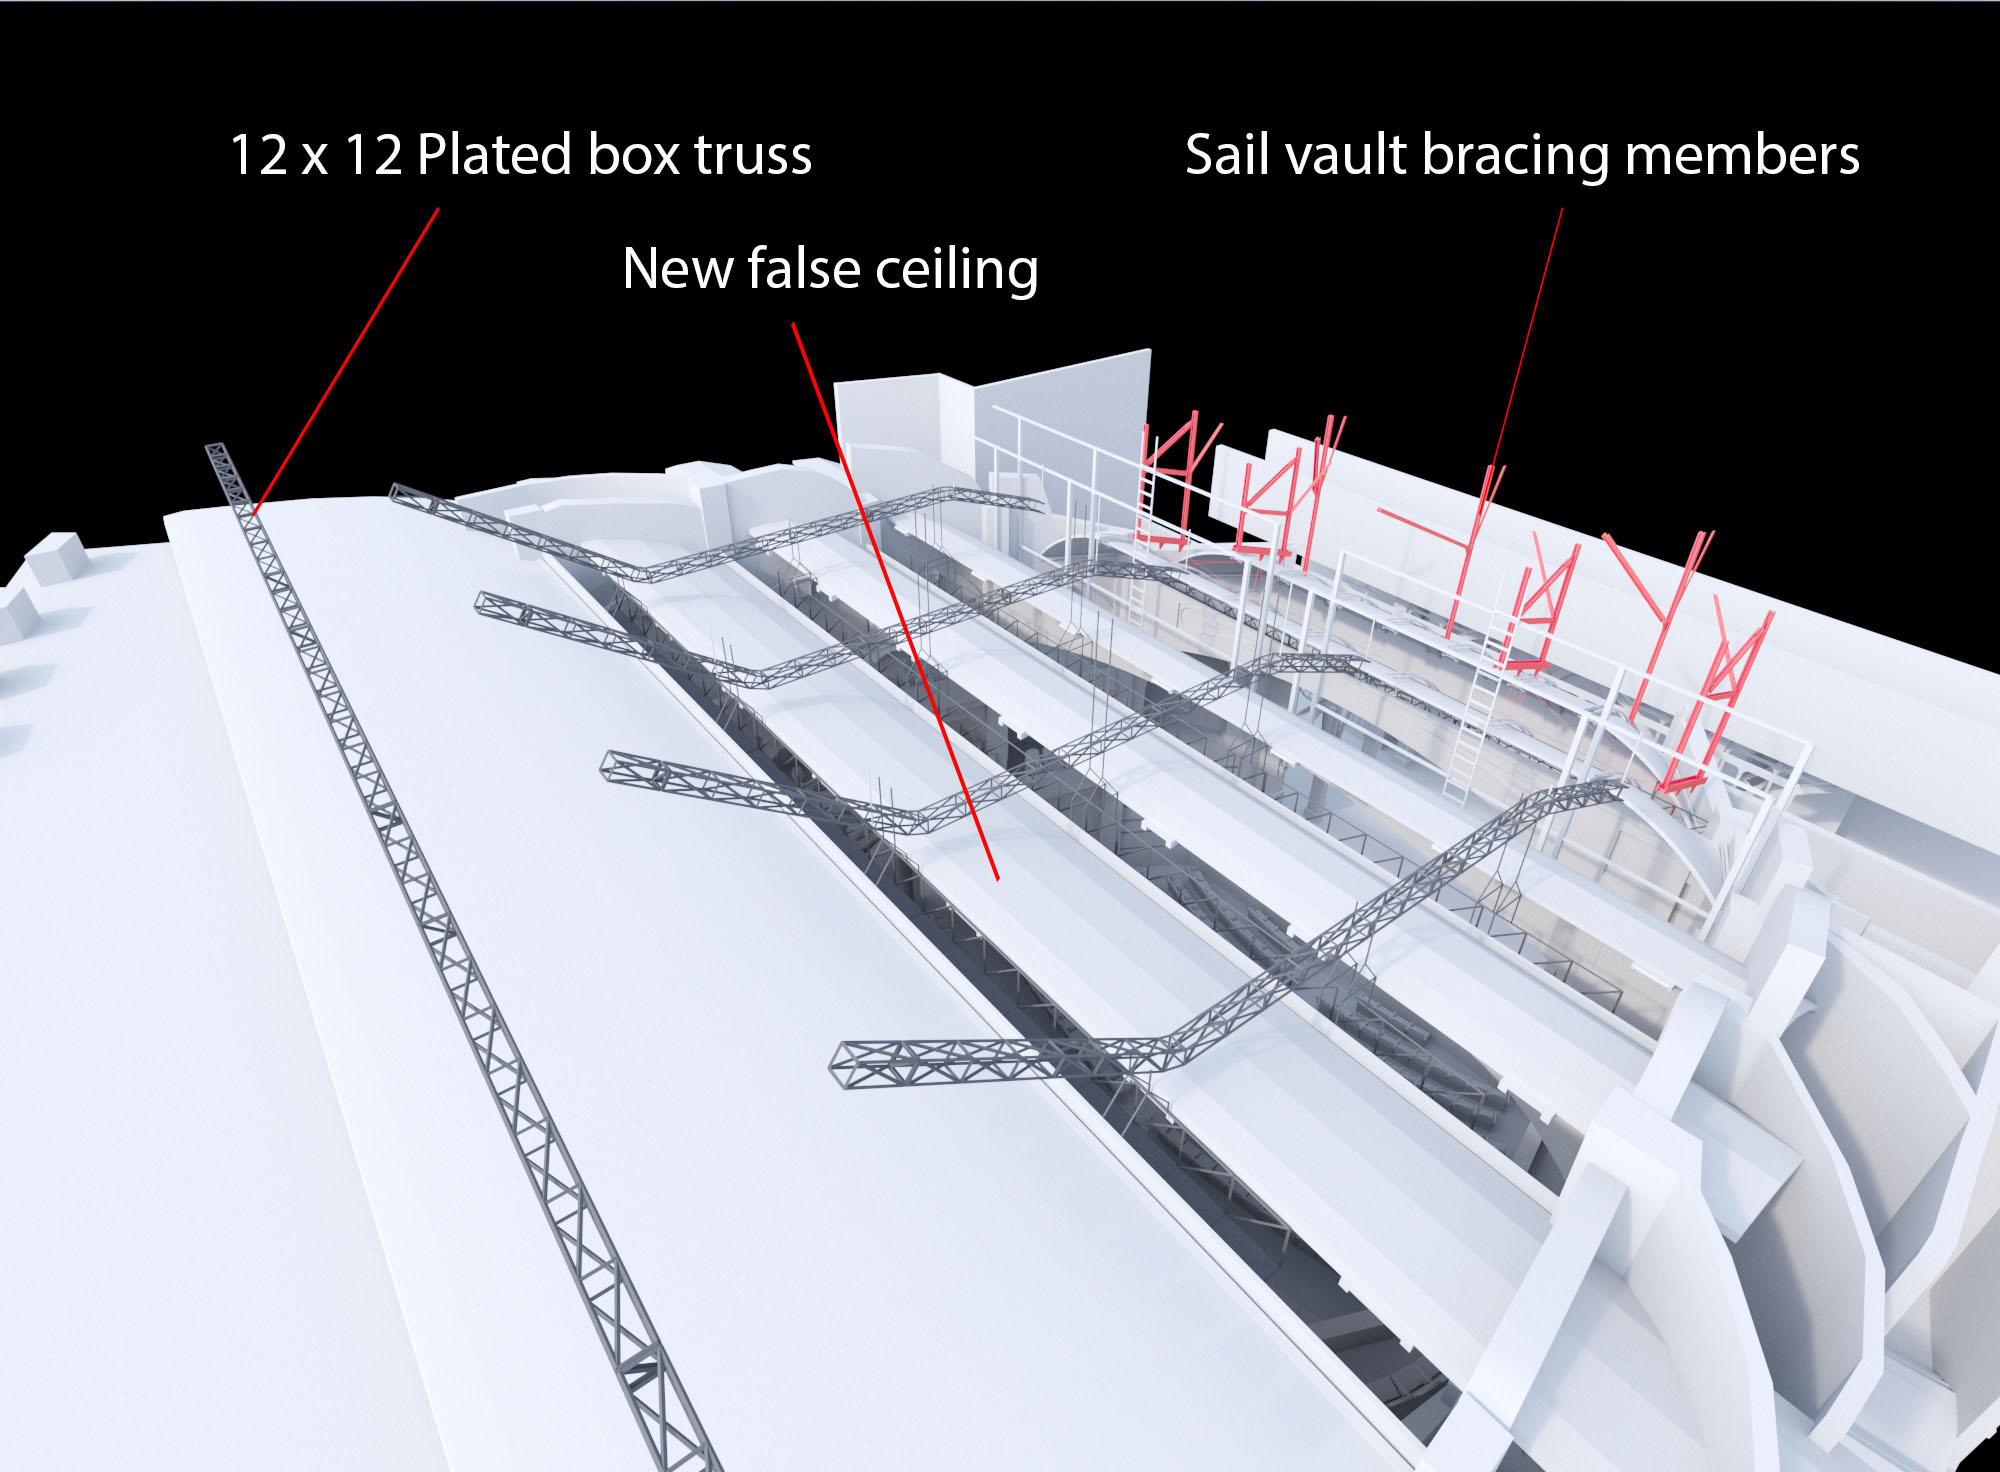 12 x 12 Plated box truss
Sail vault bracing members
New false ceiling